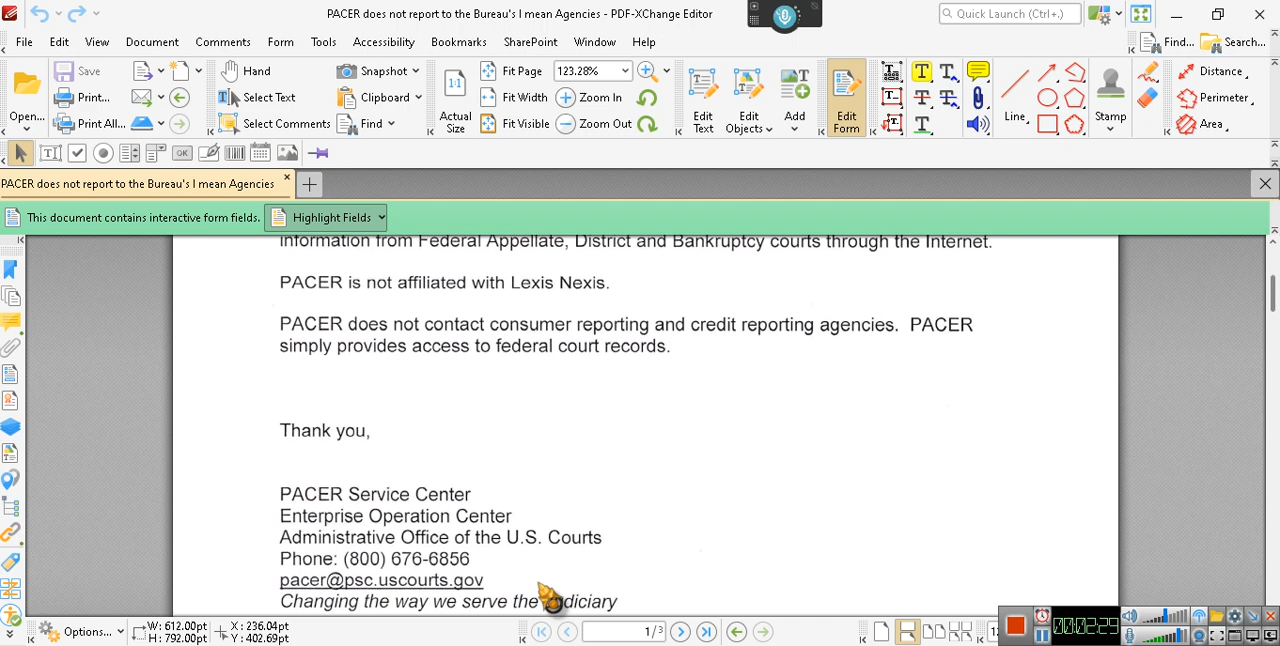 PACER does not report to the Bureau's I mean Agencies - PDF-XChange Editor
Quick Launch (Ctrl+.)
File Edit View Document Comments Form Tools Accessibility Bookmarks SharePoint Window Help
Find... Search...
Open... Save Print... Print All...
Hand Select Text Select Comments
Snapshot Clipboard Find
Actual Size
Fit Page Fit Width Fit Visible
123.28% Zoom In Zoom Out
Edit Text Edit Objects Add Edit Form
Line Stamp
Distance Perimeter Area
OK
PACER does not report to the Bureau's I mean Agencies
This document contains interactive form fields. Highlight Fields
information from Federal Appellate, District and Bankruptcy courts through the Internet.
PACER is not affiliated with Lexis Nexis.
PACER does not contact consumer reporting and credit reporting agencies. PACER
simply provides access to federal court records.
Thank you,
PACER Service Center
Enterprise Operation Center
Administrative Office of the U.S. Courts
Phone: (800) 676-6856
pacer@psc.uscourts.gov
Changing the way we serve the judiciary
Options... W: 612.00pt X: 236.04pt
H: 792.00pt Y: 402.69pt
1/3
00:02:29